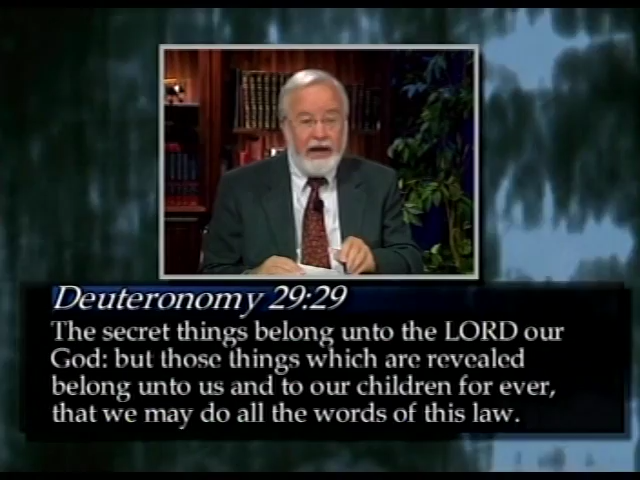 Deuteronomy 29:29
The secret things belong unto the LORD our
God: but those things which are revealed
belong unto us and to our children for ever,
that we may do all the words of this law.